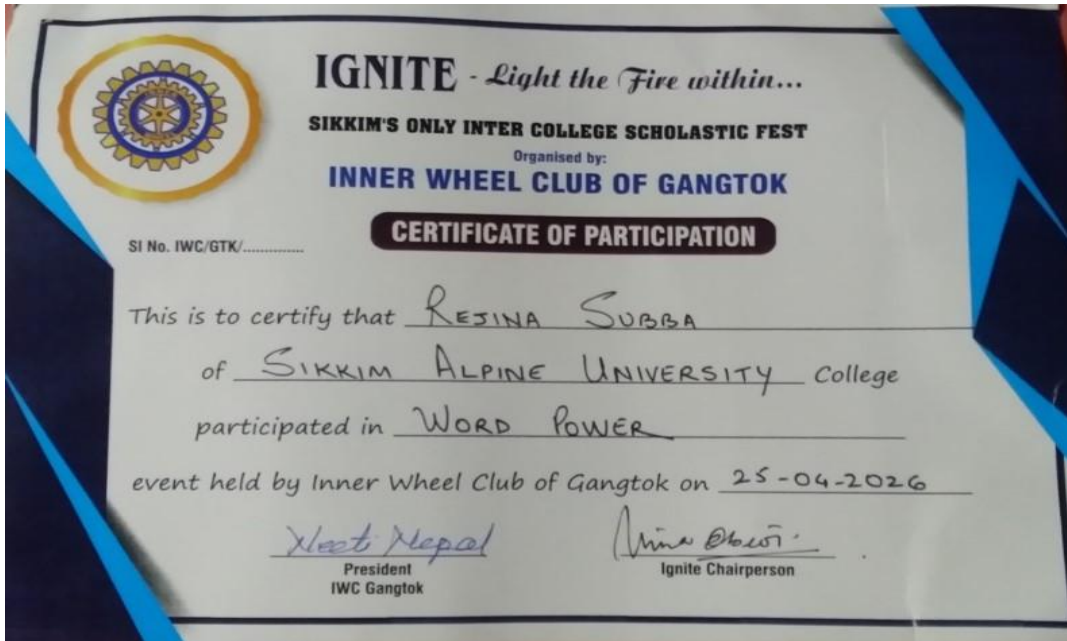 IGNITE - Light the Fire within...
SIKKIM'S ONLY INTER COLLEGE SCHOLASTIC FEST
Organised by:
INNER WHEEL CLUB OF GANGTOK
CERTIFICATE OF PARTICIPATION
SI No. IWC/GTK/..............
This is to certify that REJINA SUBBA
of SIKKIM ALPINE UNIVERSITY College
participated in WORD POWER
event held by Inner Wheel Club of Gangtok on 25-04-2026
Neeti Nepal
President
IWC Gangtok
Ignite Chairperson